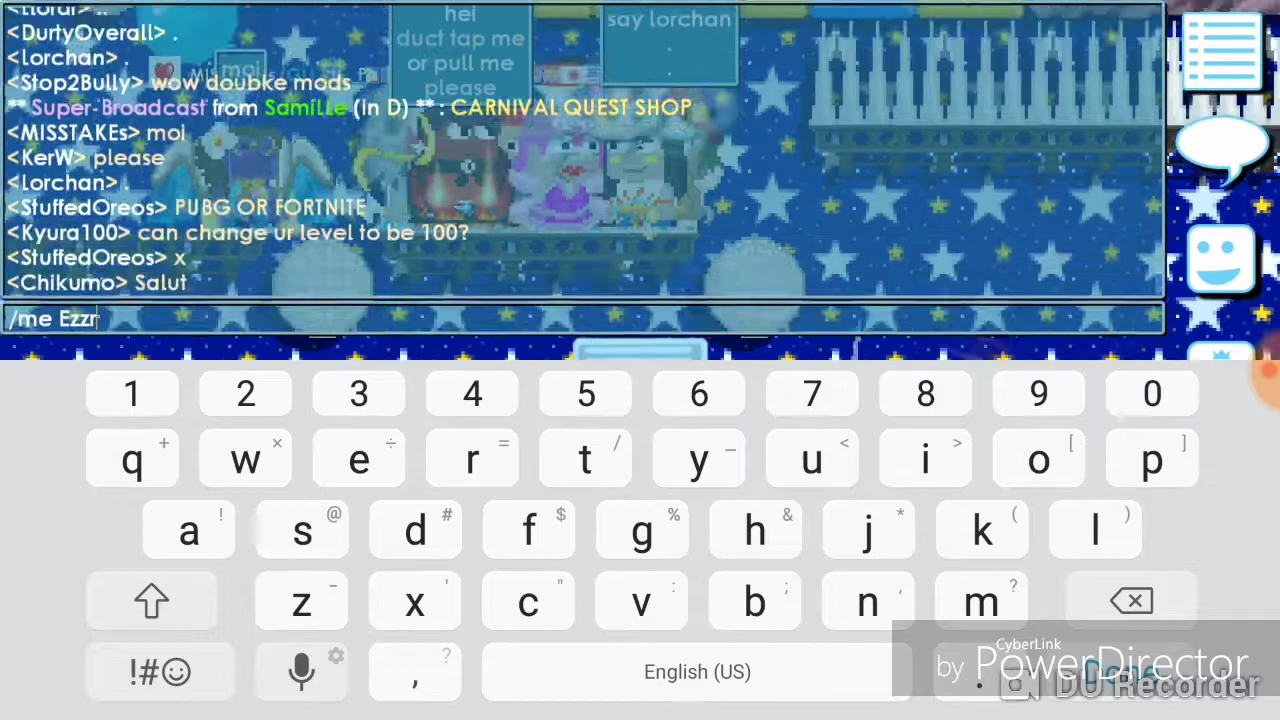 <Lloral> ..
<DurtyOverall> .
<Lorchan> .
<Stop2Bully> wow doubke mods
** Super-Broadcast from SamiLLe (in D) ** : CARNIVAL QUEST SHOP
<MISSTAKEs> moi
<KerW> please
<Lorchan> .
<StuffedOreos> PUBG OR FORTNITE
<Kyura100> can change ur level to be 100?
<StuffedOreos> x
<Chikumo> Salut
/me Ezzr
moi
hei
duct tap me
or pull me
please
say lorchan
.
1 2 3 4 5 6 7 8 9 0
q + w × e ÷ r = t / y _ u < i > o [ p ]
a ! s @ d # f $ g % h & j * k ( l )
z - x ' c " v : b ; n , m ?
!#☺ , ? English (US) . Done
CyberLink
by PowerDirector
DU Recorder